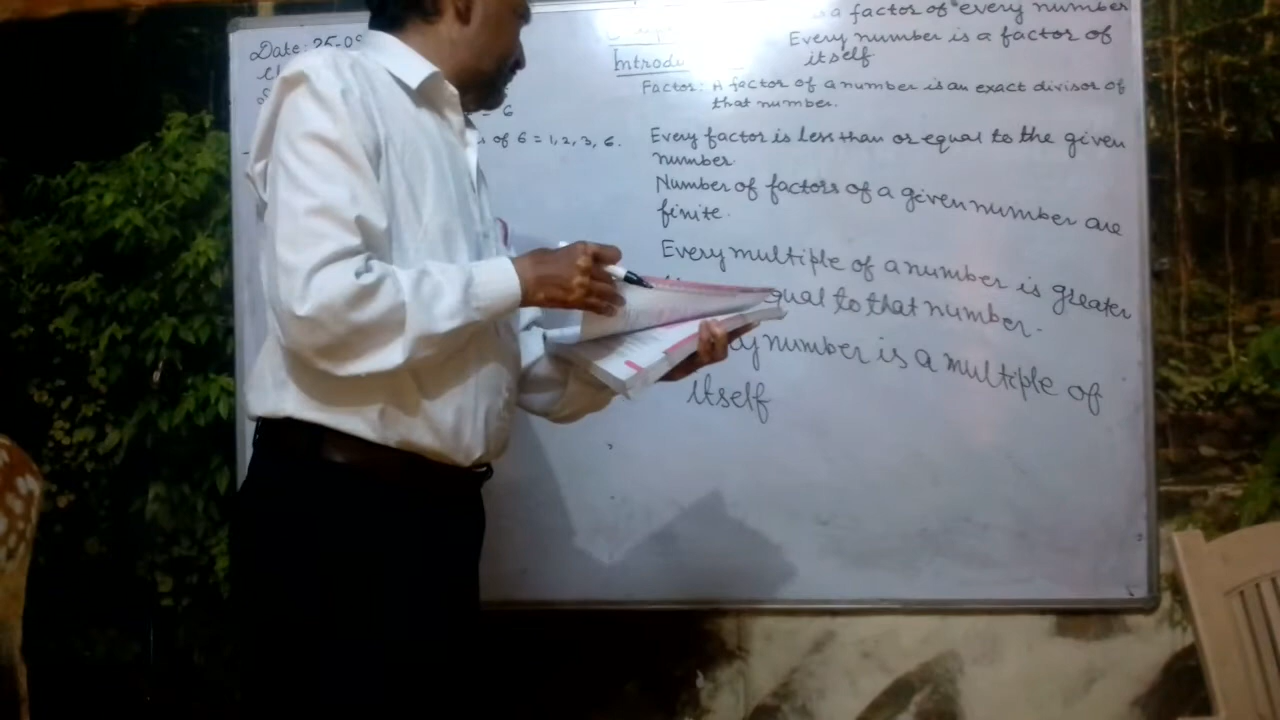 Date: 25-0
= 6
of 6 = 1, 2, 3, 6.
a factor of every number
Every number is a factor of
itself
Introdu
Factor: A factor of a number is an exact divisor of
that number.
Every factor is less than or equal to the given
number.
Number of factors of a given number are
finite.
Every multiple of a number is greater
qual to that number.
number is a multiple of
itself